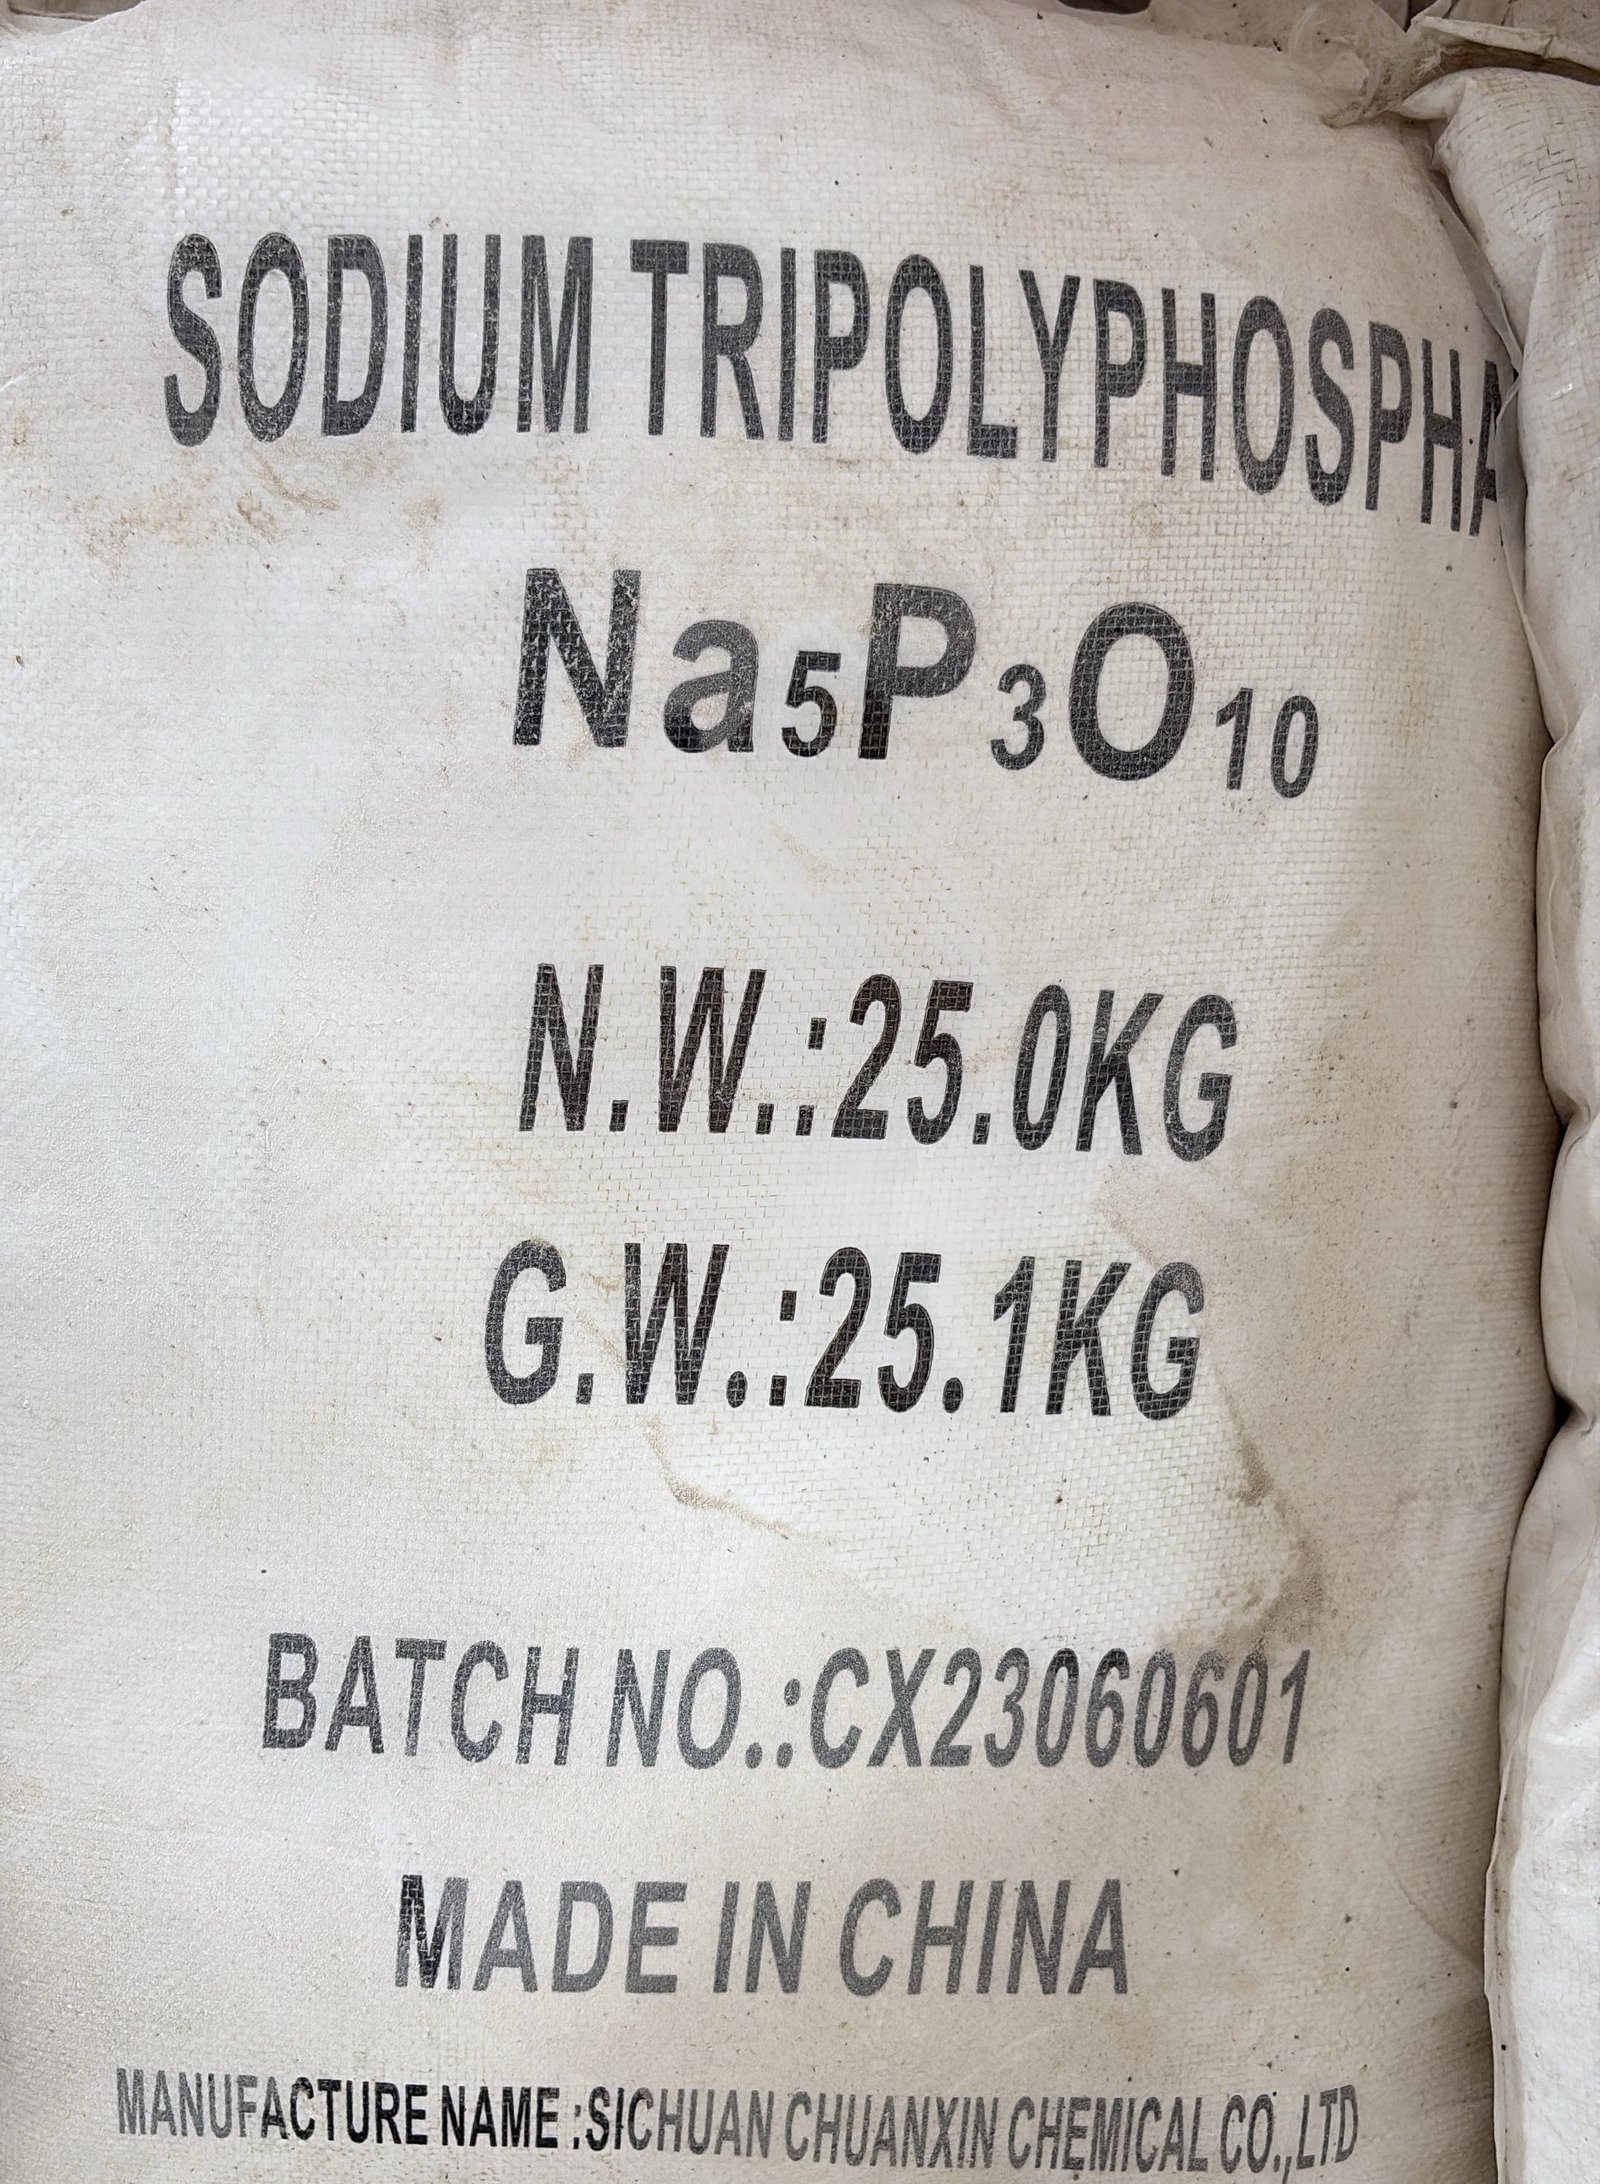 SODIUM TRIPOLYPHOSPHA
Na₅P₃O₁₀
N.W.:25.0KG
G.W.:25.1KG
BATCH NO.:CX23060601
MADE IN CHINA
MANUFACTURE NAME :SICHUAN CHUANXIN CHEMICAL CO.,LTD